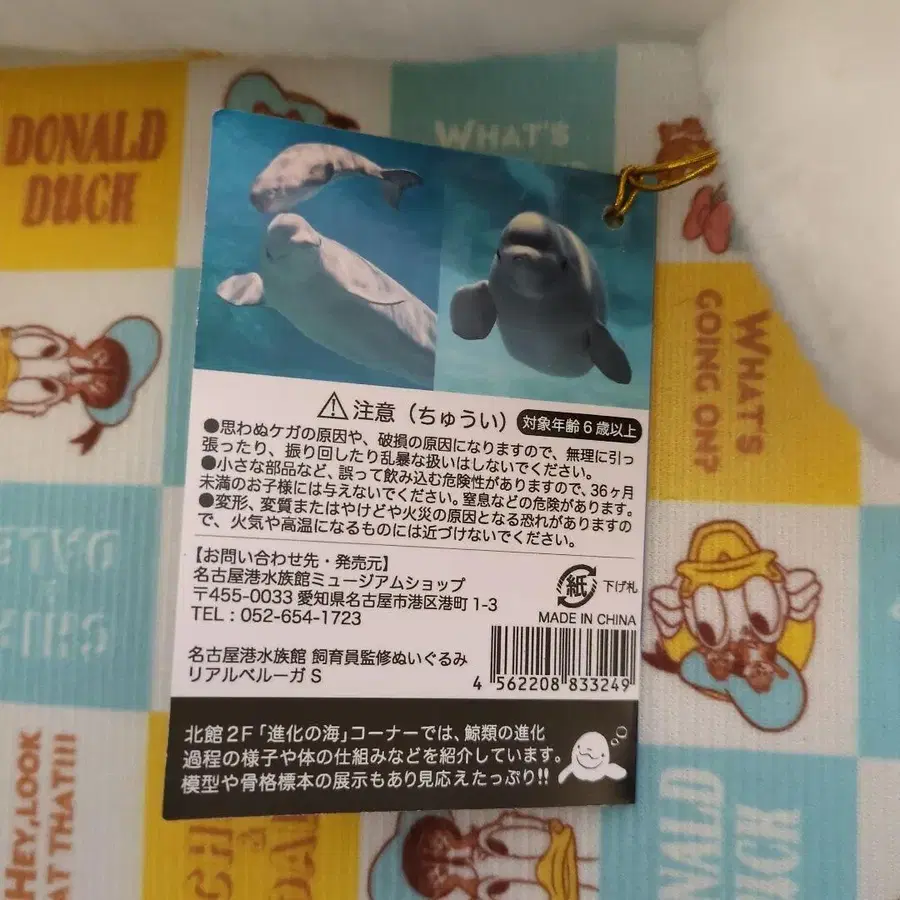 DONALD
DUCK
WHAT'S
WHAT'S
GOING ON?
⚠注意（ちゅうい） 対象年齢6歳以上
●思わぬケガの原因や、破損の原因になりますので、無理に引っ
張ったり、振り回したり乱暴な扱いはしないでください。
●小さな部品など、誤って飲み込む危険性がありますので、36ヶ月
未満のお子様には与えないでください。窒息などの危険があります。
●変形、変質またはやけどや火災の原因となる恐れがありますの
で、火気や高温になるものには近づけないでください。
【お問い合わせ先・発売元】
名古屋港水族館ミュージアムショップ
〒455-0033 愛知県名古屋市港区港町1-3
TEL：052-654-1723
紙 下げ札
MADE IN CHINA
名古屋港水族館 飼育員監修ぬいぐるみ
リアルベルーガ S
4 562208 833249
北館2F「進化の海」コーナーでは、鯨類の進化
過程の様子や体の仕組みなどを紹介しています。
模型や骨格標本の展示もあり見応えたっぷり!!
HEY, LOOK
AT THAT!!!
DONALD
DUCK